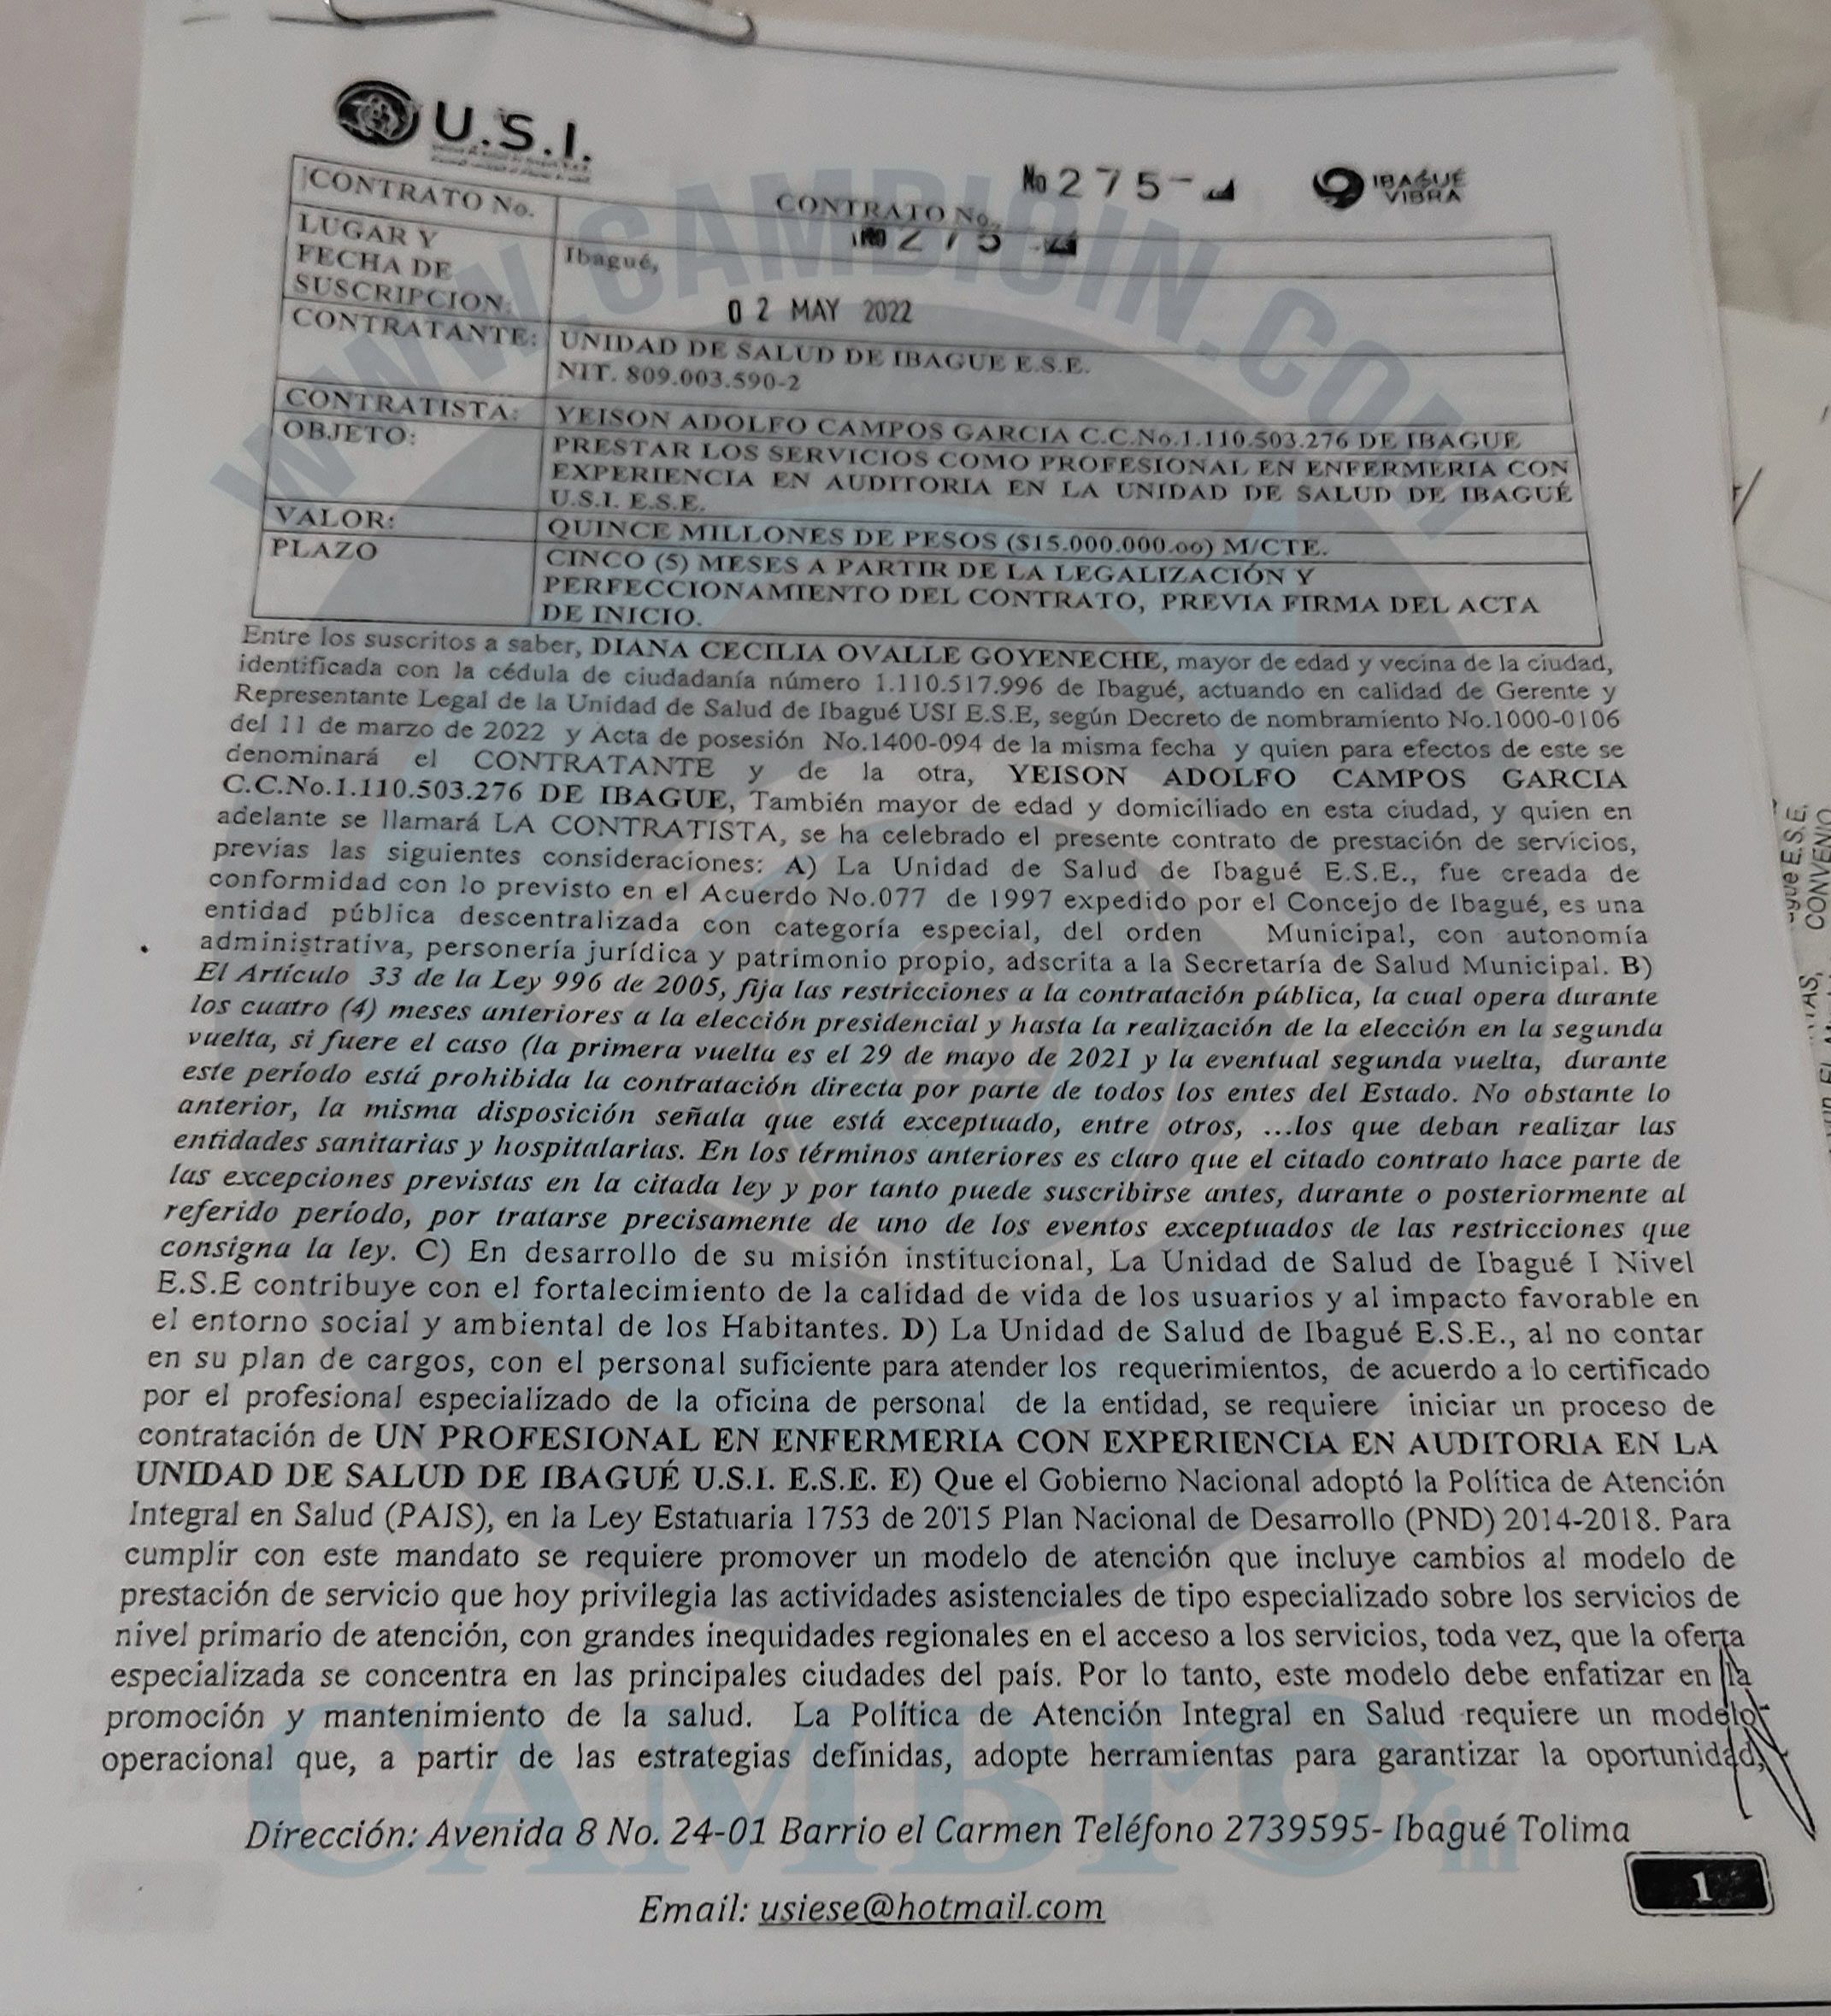 U.S.I.
No 275
IBAGUÉ
VIBRA
CONTRATO No.
CONTRATO No.
275
LUGAR Y
FECHA DE
SUSCRIPCION:
Ibagué,
02 MAY 2022
CONTRATANTE:
UNIDAD DE SALUD DE IBAGUE E.S.E.
NIT. 809.003.590-2
CONTRATISTA:
YEISON ADOLFO CAMPOS GARCIA C.C.No.1.110.503.276 DE IBAGUE
OBJETO:
PRESTAR LOS SERVICIOS COMO PROFESIONAL EN ENFERMERIA CON
EXPERIENCIA EN AUDITORIA EN LA UNIDAD DE SALUD DE IBAGUÉ
U.S.I. E.S.E.
VALOR:
QUINCE MILLONES DE PESOS ($15.000.000.oo) M/CTE.
PLAZO
CINCO (5) MESES A PARTIR DE LA LEGALIZACIÓN Y
PERFECCIONAMIENTO DEL CONTRATO, PREVIA FIRMA DEL ACTA
DE INICIO.
Entre los suscritos a saber, DIANA CECILIA OVALLE GOYENECHE, mayor de edad y vecina de la ciudad,
identificada con la cédula de ciudadanía número 1.110.517.996 de Ibagué, actuando en calidad de Gerente y
Representante Legal de la Unidad de Salud de Ibagué USI E.S.E, según Decreto de nombramiento No.1000-0106
del 11 de marzo de 2022 y Acta de posesión No.1400-094 de la misma fecha y quien para efectos de este se
denominará el CONTRATANTE y de la otra, YEISON ADOLFO CAMPOS GARCIA
C.C.No.1.110.503.276 DE IBAGUE, También mayor de edad y domiciliado en esta ciudad, y quien en
adelante se llamará LA CONTRATISTA, se ha celebrado el presente contrato de prestación de servicios,
previas las siguientes consideraciones: A) La Unidad de Salud de Ibagué E.S.E., fue creada de
conformidad con lo previsto en el Acuerdo No.077 de 1997 expedido por el Concejo de Ibagué, es una
entidad pública descentralizada con categoría especial, del orden Municipal, con autonomía
administrativa, personería jurídica y patrimonio propio, adscrita a la Secretaría de Salud Municipal. B)
El Artículo 33 de la Ley 996 de 2005, fija las restricciones a la contratación pública, la cual opera durante
los cuatro (4) meses anteriores a la elección presidencial y hasta la realización de la elección en la segunda
vuelta, si fuere el caso (la primera vuelta es el 29 de mayo de 2021 y la eventual segunda vuelta, durante
este período está prohibida la contratación directa por parte de todos los entes del Estado. No obstante lo
anterior, la misma disposición señala que está exceptuado, entre otros, ...los que deban realizar las
entidades sanitarias y hospitalarias. En los términos anteriores es claro que el citado contrato hace parte de
las excepciones previstas en la citada ley y por tanto puede suscribirse antes, durante o posteriormente al
referido período, por tratarse precisamente de uno de los eventos exceptuados de las restricciones que
consigna la ley. C) En desarrollo de su misión institucional, La Unidad de Salud de Ibagué I Nivel
E.S.E contribuye con el fortalecimiento de la calidad de vida de los usuarios y al impacto favorable en
el entorno social y ambiental de los Habitantes. D) La Unidad de Salud de Ibagué E.S.E., al no contar
en su plan de cargos, con el personal suficiente para atender los requerimientos, de acuerdo a lo certificado
por el profesional especializado de la oficina de personal de la entidad, se requiere iniciar un proceso de
contratación de UN PROFESIONAL EN ENFERMERIA CON EXPERIENCIA EN AUDITORIA EN LA
UNIDAD DE SALUD DE IBAGUÉ U.S.I. E.S.E. E) Que el Gobierno Nacional adoptó la Política de Atención
Integral en Salud (PAIS), en la Ley Estatuaria 1753 de 2015 Plan Nacional de Desarrollo (PND) 2014-2018. Para
cumplir con este mandato se requiere promover un modelo de atención que incluye cambios al modelo de
prestación de servicio que hoy privilegia las actividades asistenciales de tipo especializado sobre los servicios de
nivel primario de atención, con grandes inequidades regionales en el acceso a los servicios, toda vez, que la oferta
especializada se concentra en las principales ciudades del país. Por lo tanto, este modelo debe enfatizar en la
promoción y mantenimiento de la salud. La Política de Atención Integral en Salud requiere un modelo
operacional que, a partir de las estrategias definidas, adopte herramientas para garantizar la oportunidad,
Dirección: Avenida 8 No. 24-01 Barrio el Carmen Teléfono 2739595- Ibagué Tolima
Email: usiese@hotmail.com
1
WWW.CAMBIOIN.COM
CAMBIO in
E.S.E.
CONVENIO